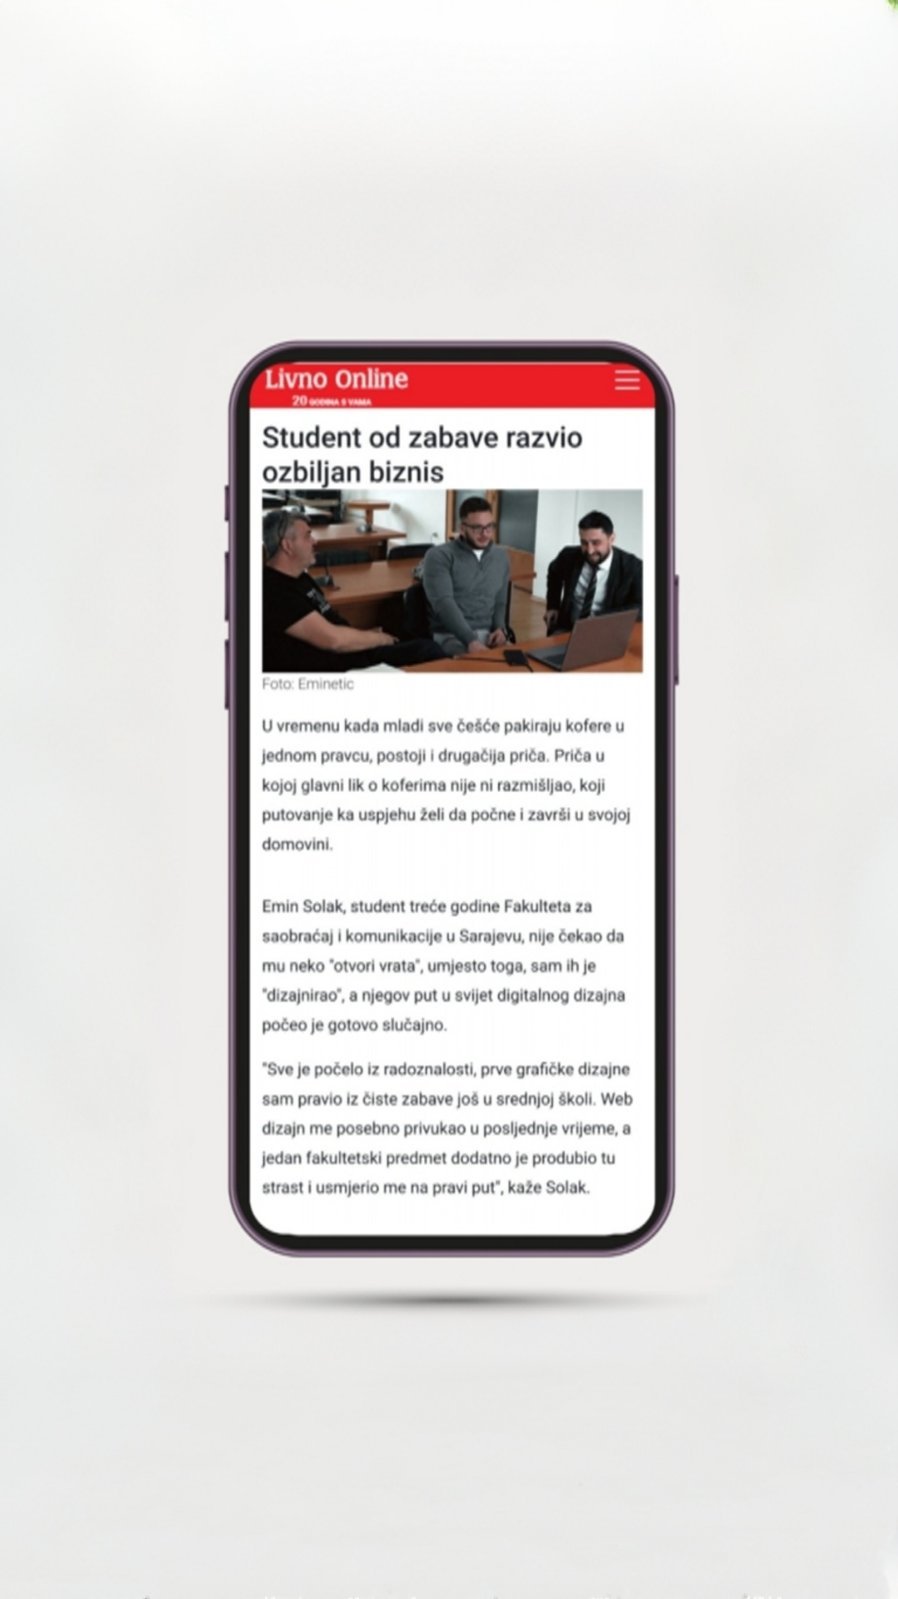 Livno Online
20 GODINA S VAMA
Student od zabave razvio
ozbiljan biznis
Foto: Eminetic
U vremenu kada mladi sve češće pakiraju kofere u
jednom pravcu, postoji i drugačija priča. Priča u
kojoj glavni lik o koferima nije ni razmišljao, koji
putovanje ka uspjehu želi da počne i završi u svojoj
domovini.
Emin Solak, student treće godine Fakulteta za
saobraćaj i komunikacije u Sarajevu, nije čekao da
mu neko "otvori vrata", umjesto toga, sam ih je
"dizajnirao", a njegov put u svijet digitalnog dizajna
počeo je gotovo slučajno.
"Sve je počelo iz radoznalosti, prve grafičke dizajne
sam pravio iz čiste zabave još u srednjoj školi. Web
dizajn me posebno privukao u posljednje vrijeme, a
jedan fakultetski predmet dodatno je produbio tu
strast i usmjerio me na pravi put", kaže Solak.